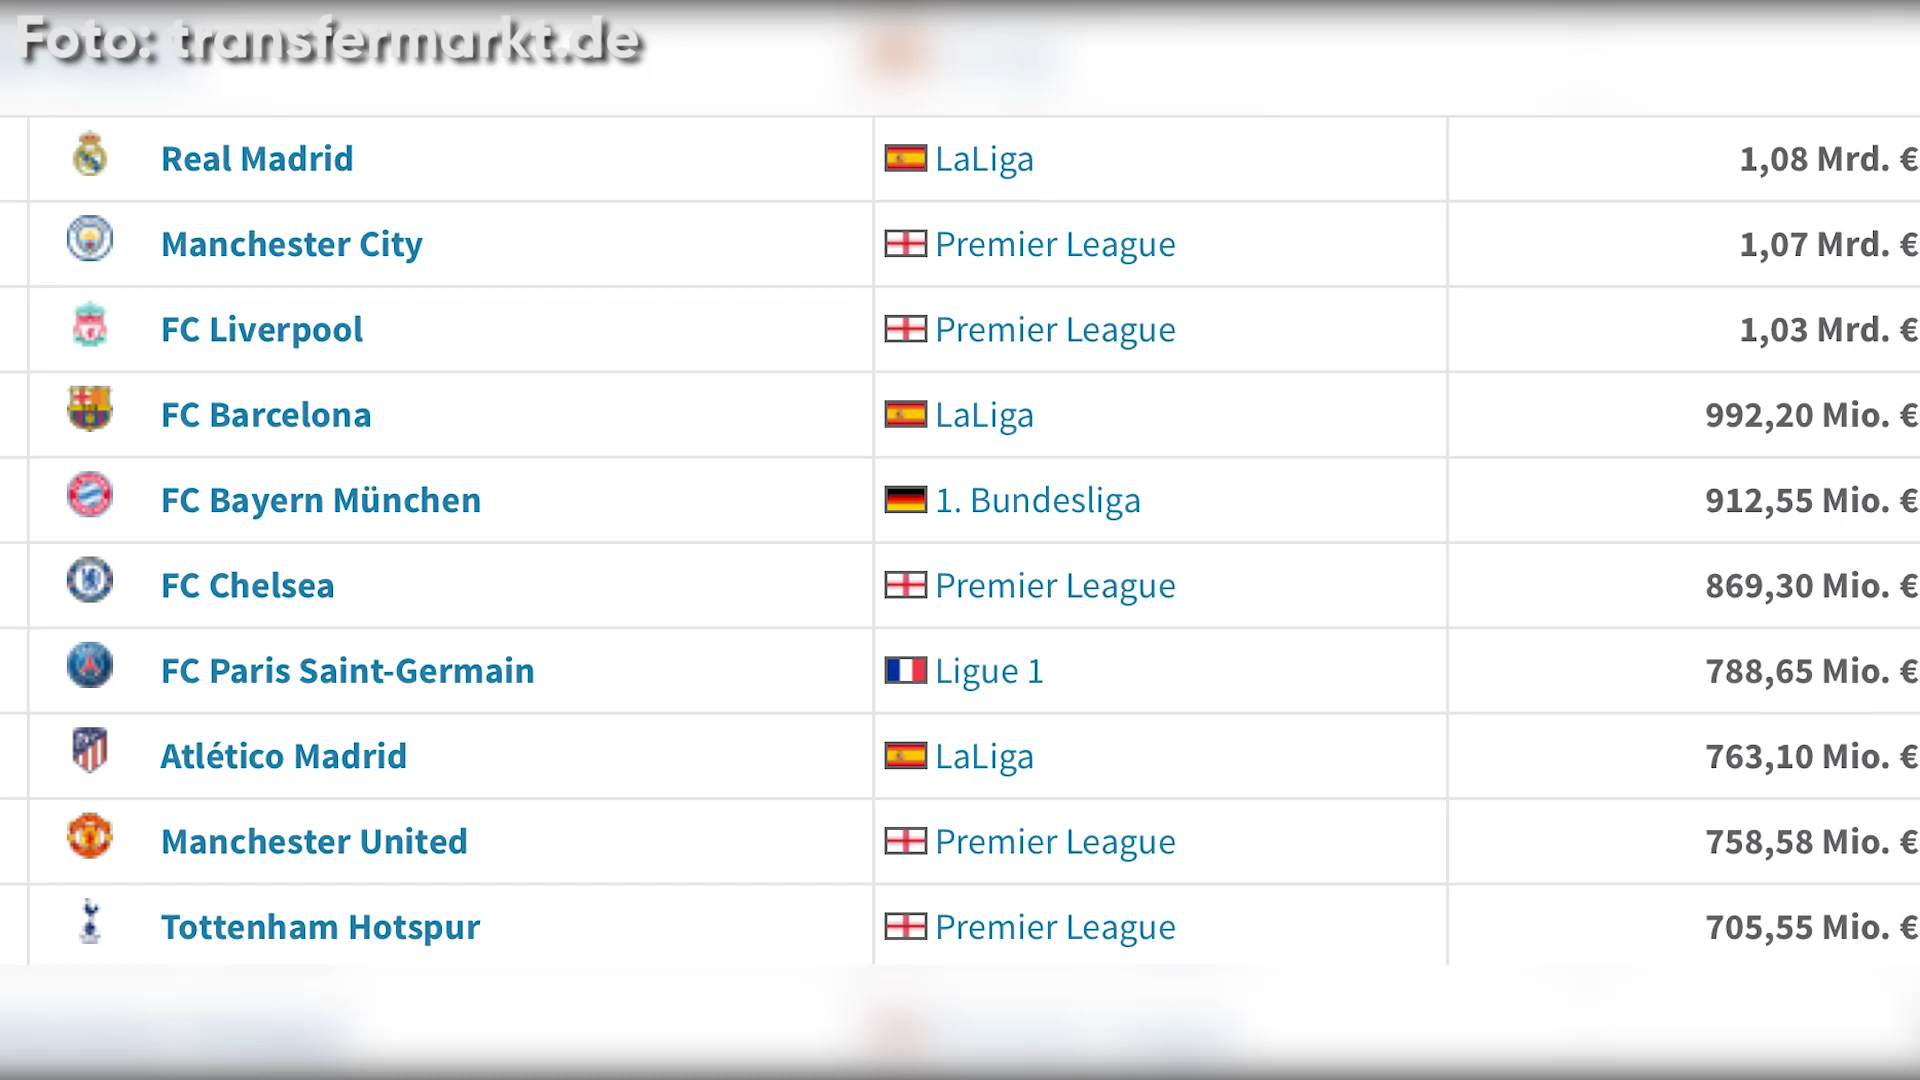 Foto: transfermarkt.de
Real Madrid LaLiga 1,08 Mrd. €
Manchester City Premier League 1,07 Mrd. €
FC Liverpool Premier League 1,03 Mrd. €
FC Barcelona LaLiga 992,20 Mio. €
FC Bayern München 1. Bundesliga 912,55 Mio. €
FC Chelsea Premier League 869,30 Mio. €
FC Paris Saint-Germain Ligue 1 788,65 Mio. €
Atlético Madrid LaLiga 763,10 Mio. €
Manchester United Premier League 758,58 Mio. €
Tottenham Hotspur Premier League 705,55 Mio. €